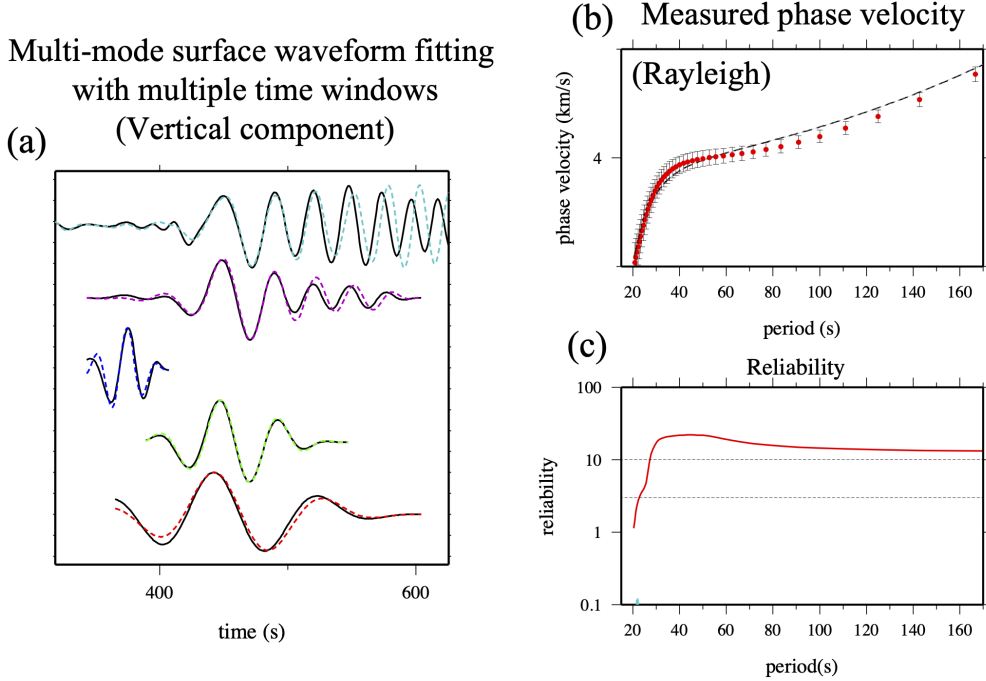 Multi-mode surface waveform fitting
with multiple time windows
(Vertical component)
(a)
400
600
time (s)
(b)
Measured phase velocity
(Rayleigh)
phase velocity (km/s)
4
20 40 60 80 100 120 140 160
period (s)
(c)
Reliability
reliability
100
10
1
0.1
20 40 60 80 100 120 140 160
period(s)